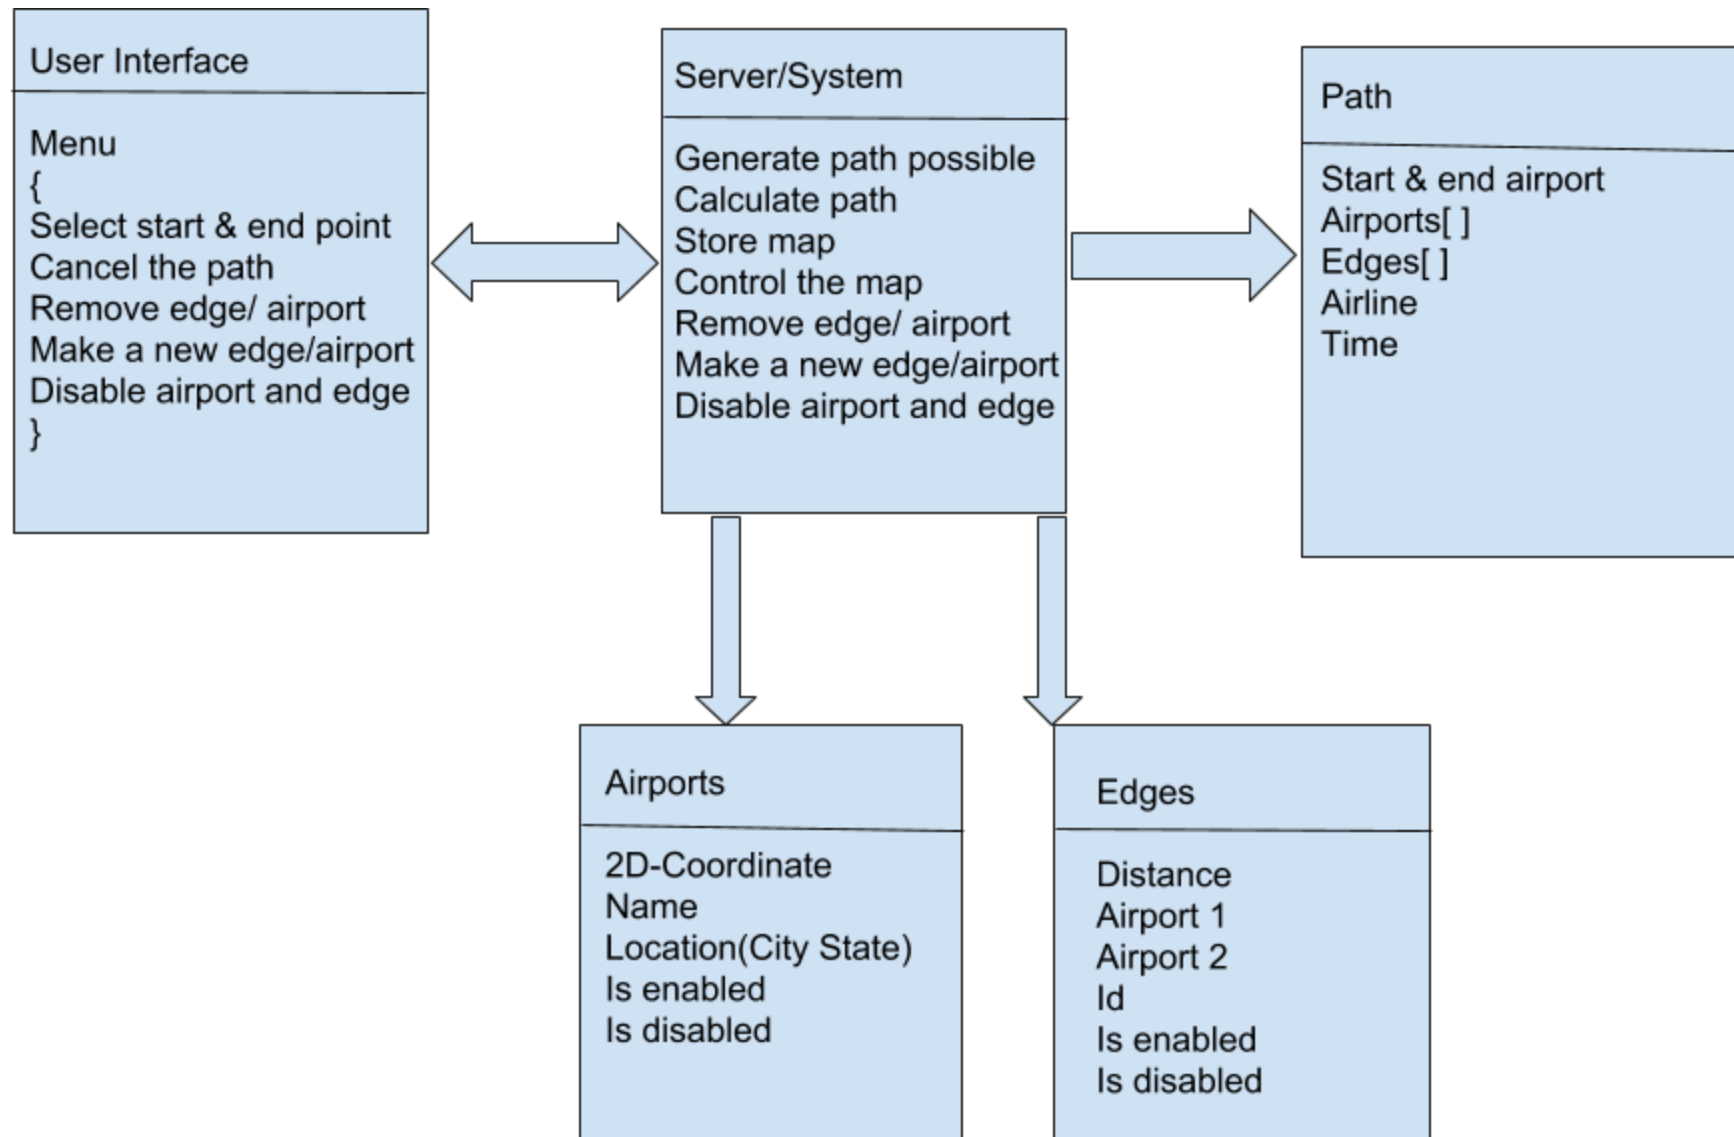 User Interface
Menu
{
Select start & end point
Cancel the path
Remove edge/ airport
Make a new edge/airport
Disable airport and edge
}
Server/System
Generate path possible
Calculate path
Store map
Control the map
Remove edge/ airport
Make a new edge/airport
Disable airport and edge
Path
Start & end airport
Airports[ ]
Edges[ ]
Airline
Time
Airports
2D-Coordinate
Name
Location(City State)
Is enabled
Is disabled
Edges
Distance
Airport 1
Airport 2
Id
Is enabled
Is disabled